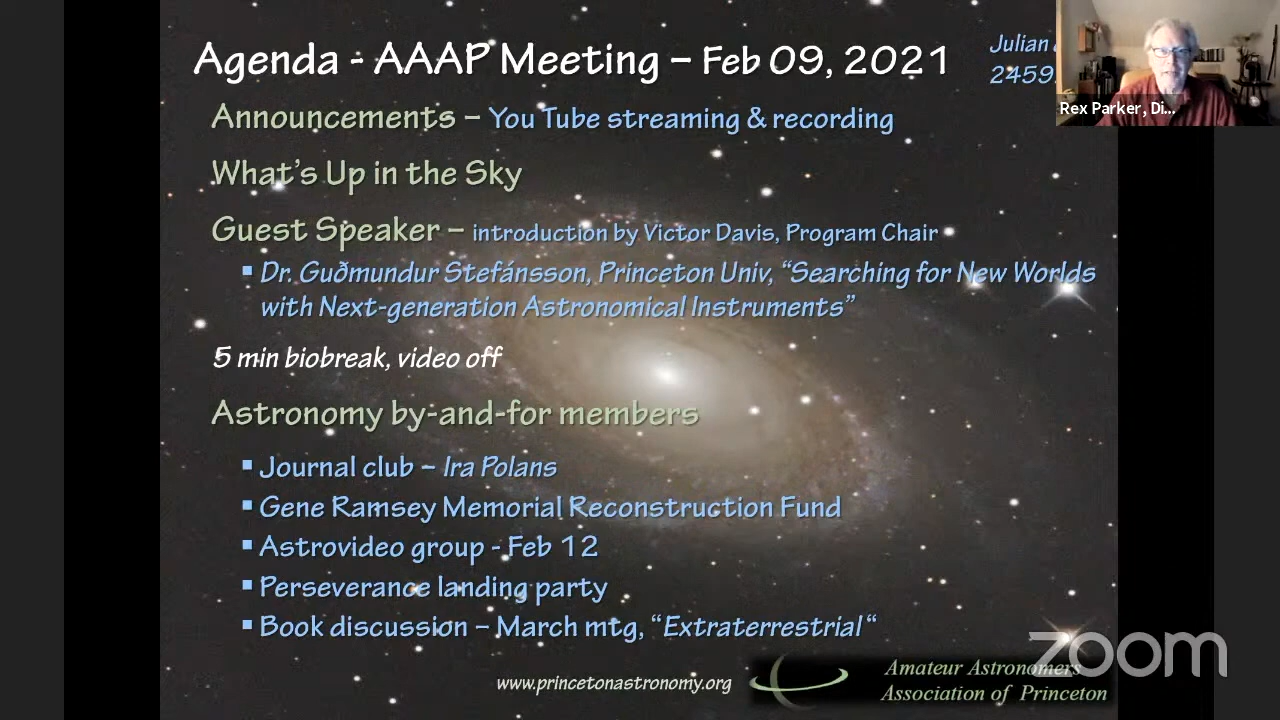 Agenda - AAAP Meeting – Feb 09, 2021
Julian
2459
Rex Parker, Di...
Announcements – You Tube streaming & recording
What's Up in the Sky
Guest Speaker – introduction by Victor Davis, Program Chair
▪ Dr. Guðmundur Stefánsson, Princeton Univ, “Searching for New Worlds
with Next-generation Astronomical Instruments”
5 min biobreak, video off
Astronomy by-and-for members
▪ Journal club – Ira Polans
▪ Gene Ramsey Memorial Reconstruction Fund
▪ Astrovideo group - Feb 12
▪ Perseverance landing party
▪ Book discussion – March mtg, “Extraterrestrial“
zoom
www.princetonastronomy.org
Amateur Astronomers
Association of Princeton